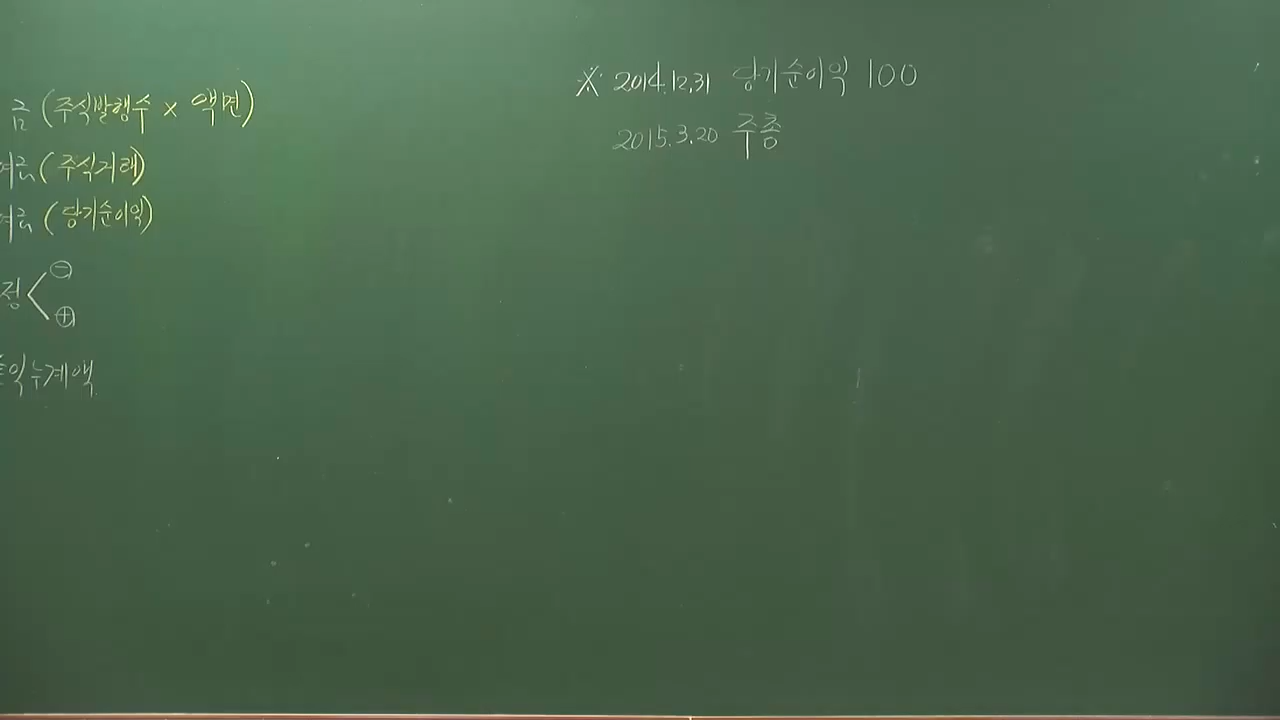 금 (주식발행수 × 액면)
여금 (주식거래)
여금 (당기순이익)
정 < ⊖
⊕
익누계액
※ 2014.12.31 당기순이익 100
2015.3.20 주총